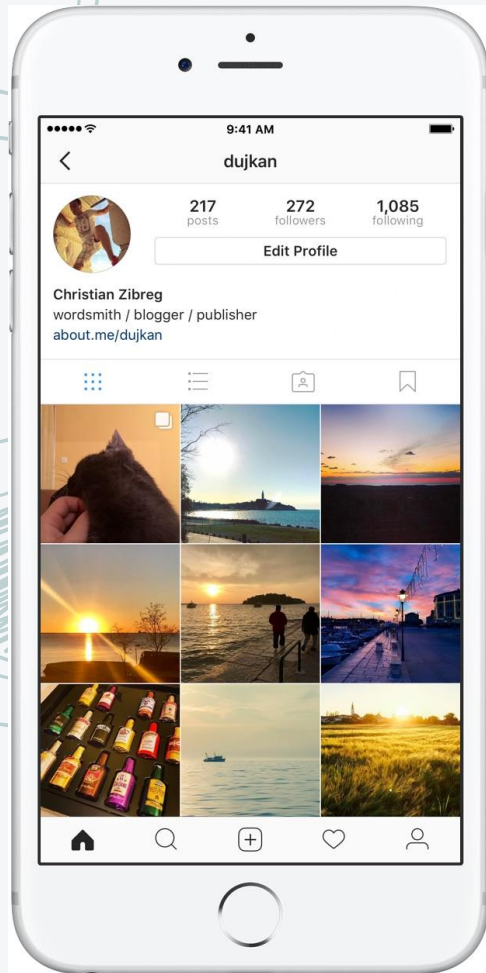 9:41 AM
dujkan
217 272 1,085
posts followers following
Edit Profile
Christian Zibreg
wordsmith / blogger / publisher
about.me/dujkan